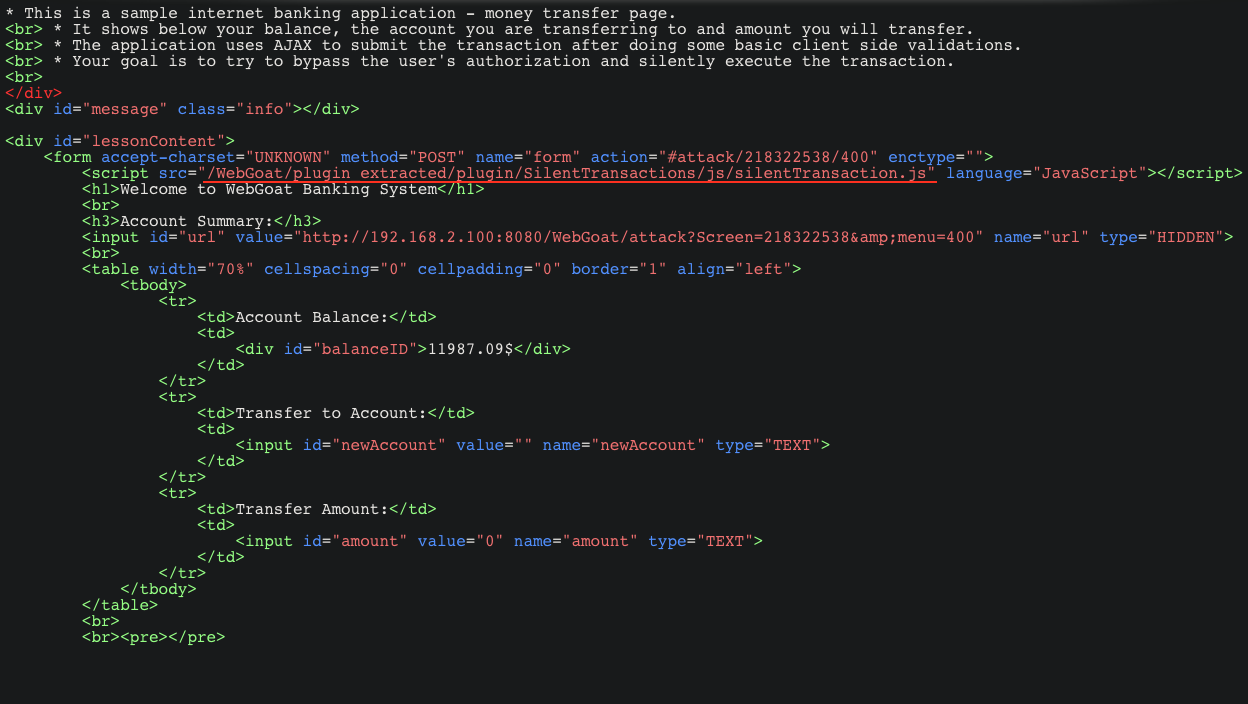 * This is a sample internet banking application - money transfer page.
<br> * It shows below your balance, the account you are transferring to and amount you will transfer.
<br> * The application uses AJAX to submit the transaction after doing some basic client side validations.
<br> * Your goal is to try to bypass the user's authorization and silently execute the transaction.
<br>
</div>
<div id="message" class="info"></div>
<div id="lessonContent">
<form accept-charset="UNKNOWN" method="POST" name="form" action="#attack/218322538/400" enctype="">
<script src="/WebGoat/plugin_extracted/plugin/SilentTransactions/js/silentTransaction.js" language="JavaScript"></script>
<h1>Welcome to WebGoat Banking System</h1>
<br>
<h3>Account Summary:</h3>
<input id="url" value="http://192.168.2.100:8080/WebGoat/attack?Screen=218322538&amp;menu=400" name="url" type="HIDDEN">
<br>
<table width="70%" cellspacing="0" cellpadding="0" border="1" align="left">
<tbody>
<tr>
<td>Account Balance:</td>
<td>
<div id="balanceID">11987.09$</div>
</td>
</tr>
<tr>
<td>Transfer to Account:</td>
<td>
<input id="newAccount" value="" name="newAccount" type="TEXT">
</td>
</tr>
<tr>
<td>Transfer Amount:</td>
<td>
<input id="amount" value="0" name="amount" type="TEXT">
</td>
</tr>
</tbody>
</table>
<br>
<br><pre></pre>